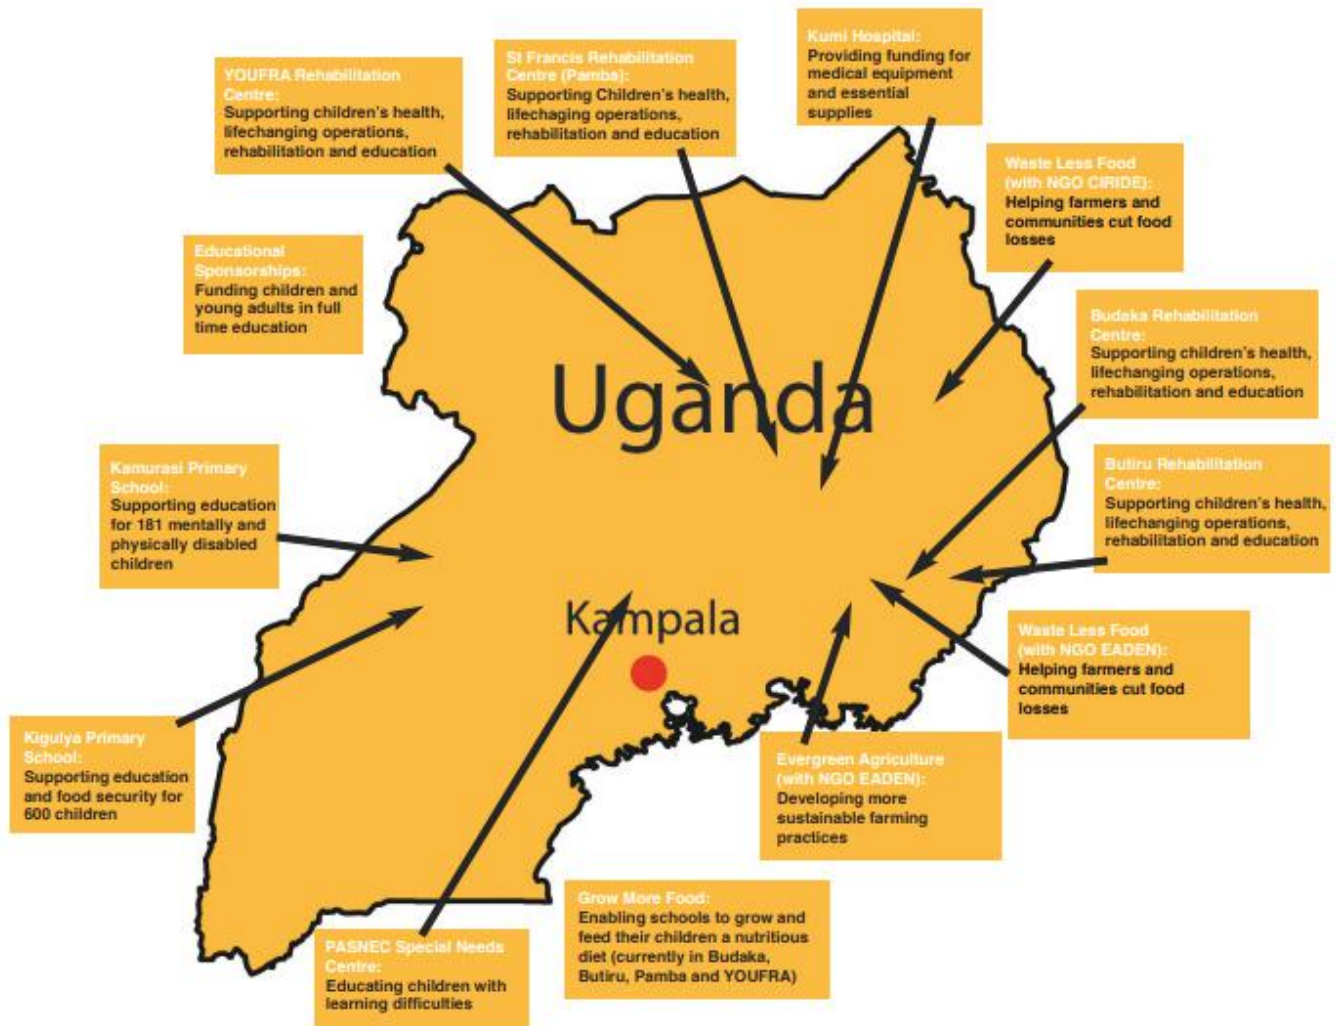 Kumi Hospital:
Providing funding for
medical equipment
and essential
supplies
St Francis Rehabilitation
Centre (Pamba):
Supporting Children's health,
lifechaging operations,
rehabilitation and education
YOUFRA Rehabilitation
Centre:
Supporting children's health,
lifechanging operations,
rehabilitation and education
Waste Less Food
(with NGO CIRIDE):
Helping farmers and
communities cut food
losses
Educational
Sponsorships:
Funding children and
young adults in full
time education
Budaka Rehabilitation
Centre:
Supporting children's health,
lifechanging operations,
rehabilitation and education
Uganda
Kamurasi Primary
School:
Supporting education
for 181 mentally and
physically disabled
children
Butiru Rehabilitation
Centre:
Supporting children's health,
lifechanging operations,
rehabilitation and education
Kampala
Waste Less Food
(with NGO EADEN):
Helping farmers and
communities cut food
losses
Kigulya Primary
School:
Supporting education
and food security for
600 children
Evergreen Agriculture
(with NGO EADEN):
Developing more
sustainable farming
practices
Grow More Food:
Enabling schools to grow and
feed their children a nutritious
diet (currently in Budaka,
Butiru, Pamba and YOUFRA)
PASNEC Special Needs
Centre:
Educating children with
learning difficulties